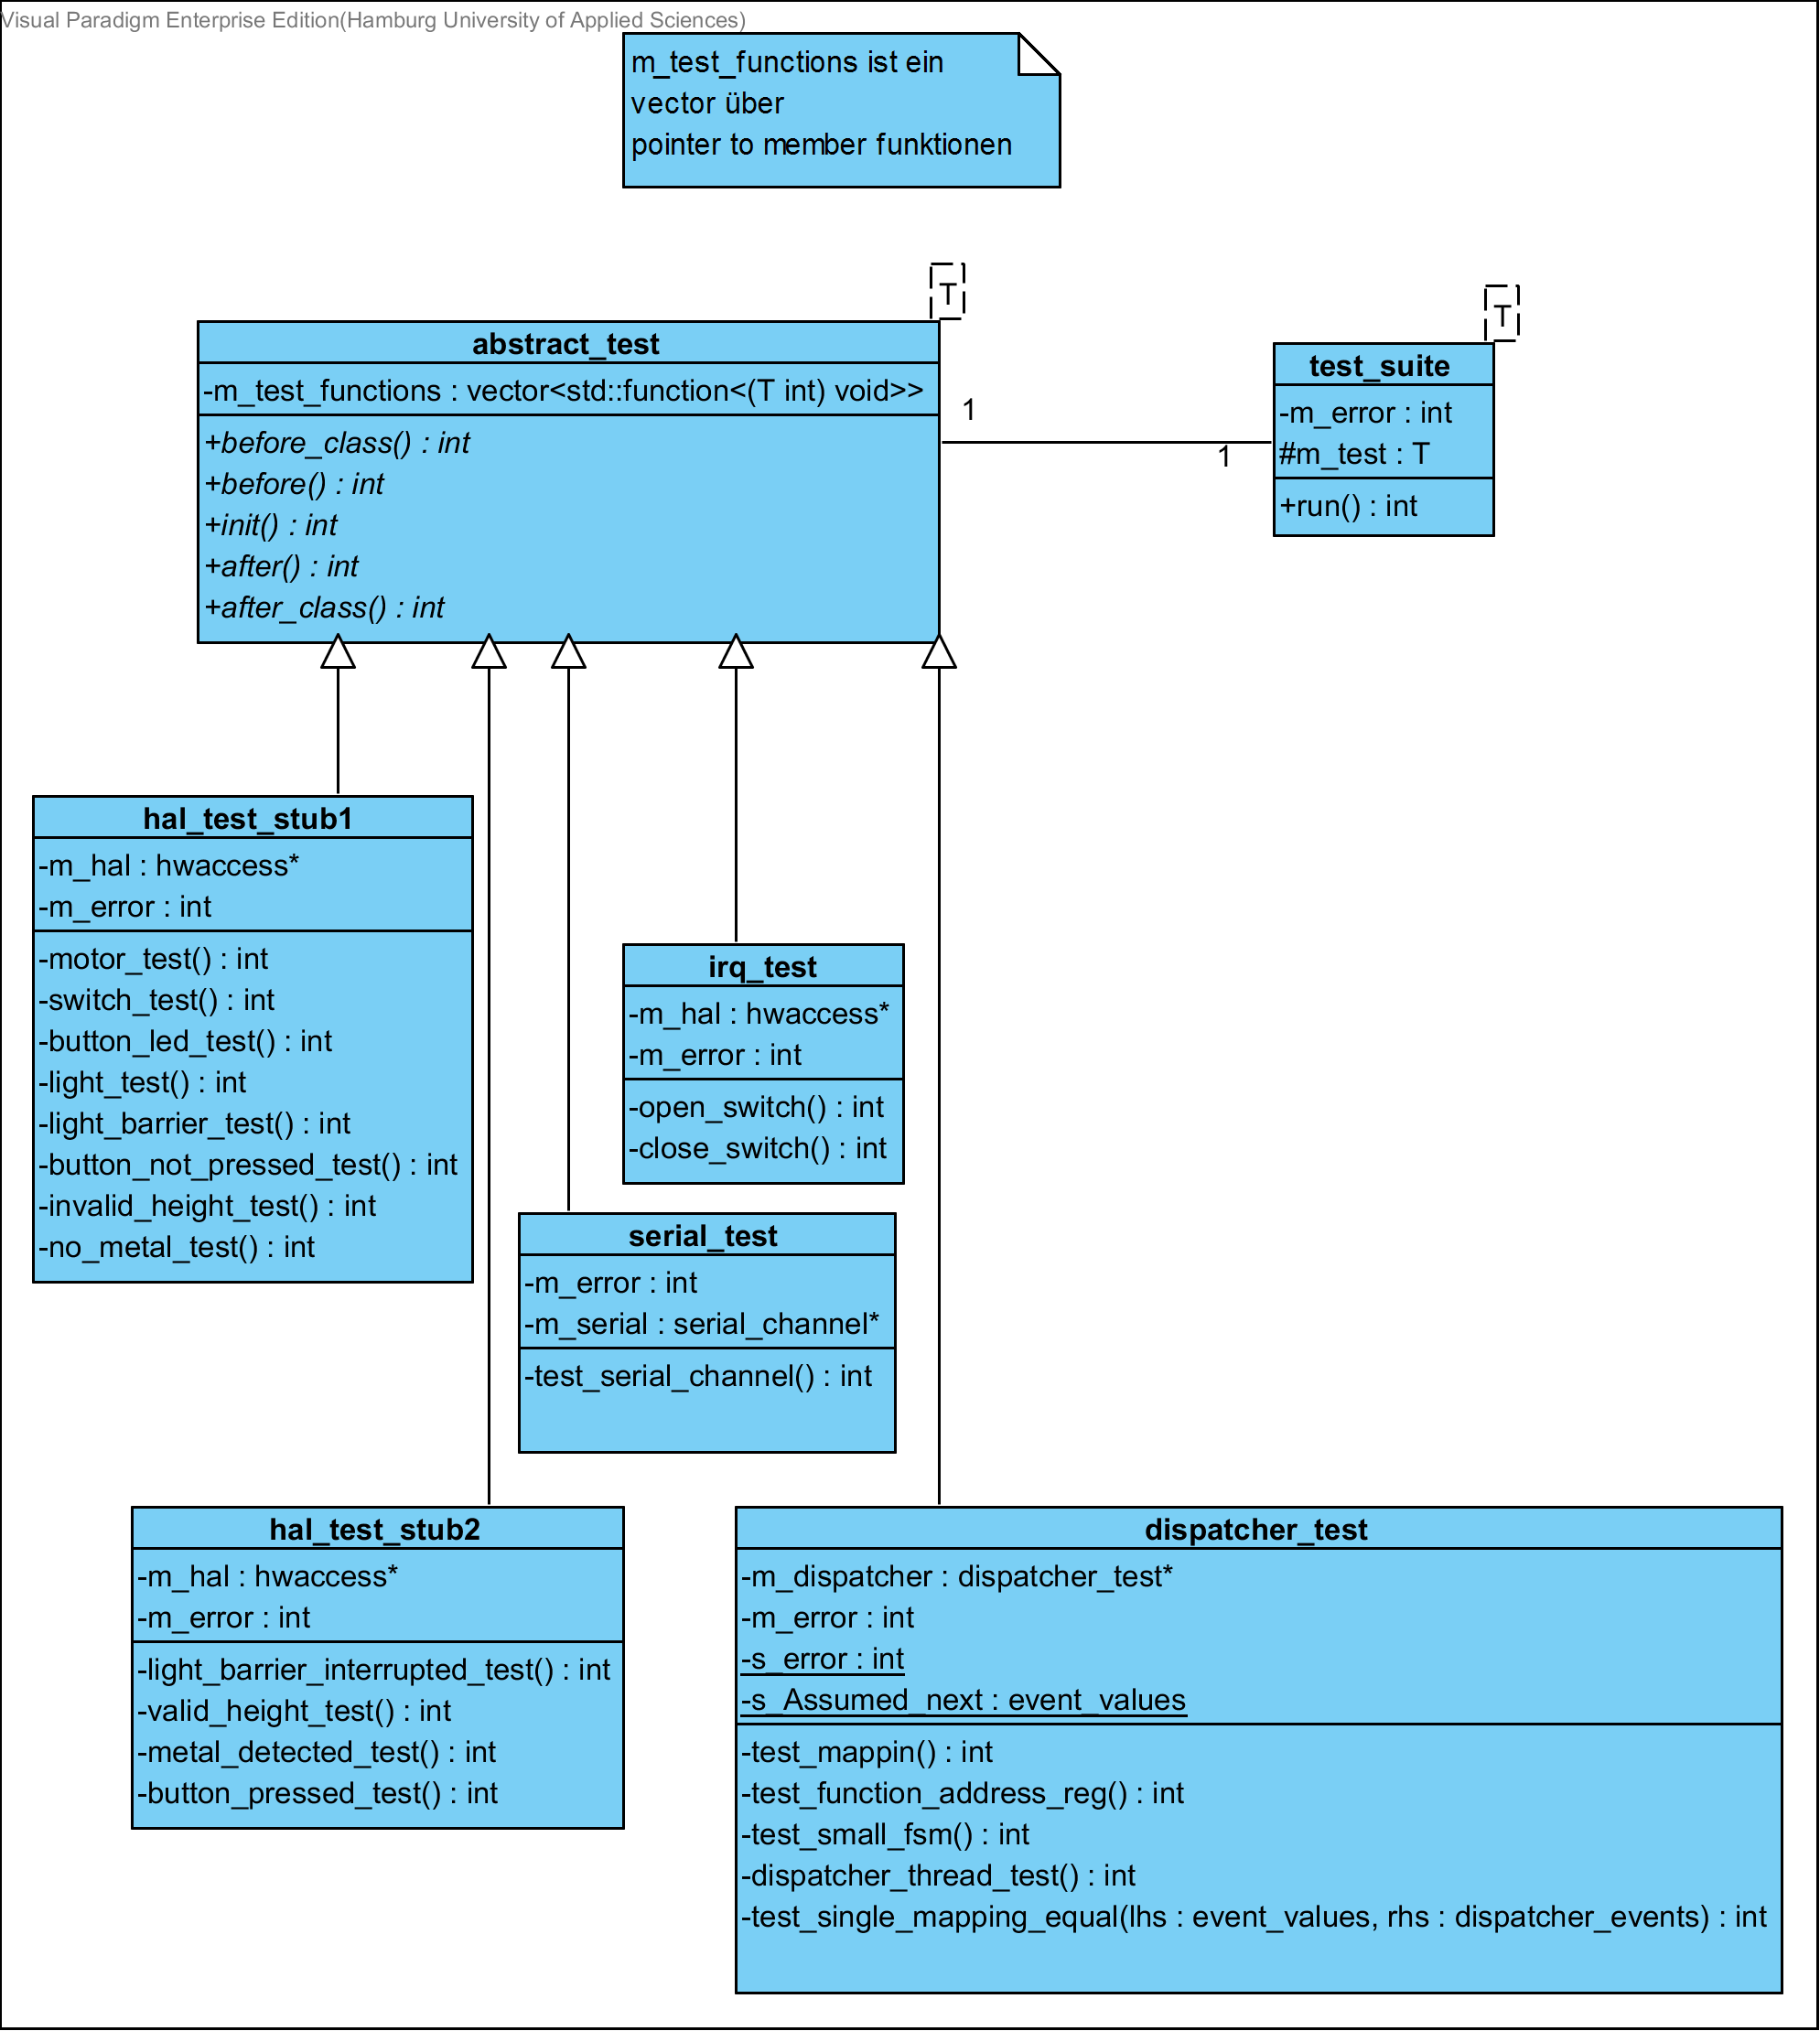 Visual Paradigm Enterprise Edition(Hamburg University of Applied Sciences)
m_test_functions ist ein
vector über
pointer to member funktionen
T
abstract_test
-m_test_functions : vector<std::function<(T int) void>>
+before_class() : int
+before() : int
+init() : int
+after() : int
+after_class() : int
1
1
T
test_suite
-m_error : int
#m_test : T
+run() : int
hal_test_stub1
-m_hal : hwaccess*
-m_error : int
-motor_test() : int
-switch_test() : int
-button_led_test() : int
-light_test() : int
-light_barrier_test() : int
-button_not_pressed_test() : int
-invalid_height_test() : int
-no_metal_test() : int
irq_test
-m_hal : hwaccess*
-m_error : int
-open_switch() : int
-close_switch() : int
serial_test
-m_error : int
-m_serial : serial_channel*
-test_serial_channel() : int
hal_test_stub2
-m_hal : hwaccess*
-m_error : int
-light_barrier_interrupted_test() : int
-valid_height_test() : int
-metal_detected_test() : int
-button_pressed_test() : int
dispatcher_test
-m_dispatcher : dispatcher_test*
-m_error : int
-s_error : int
-s_Assumed_next : event_values
-test_mappin() : int
-test_function_address_reg() : int
-test_small_fsm() : int
-dispatcher_thread_test() : int
-test_single_mapping_equal(lhs : event_values, rhs : dispatcher_events) : int